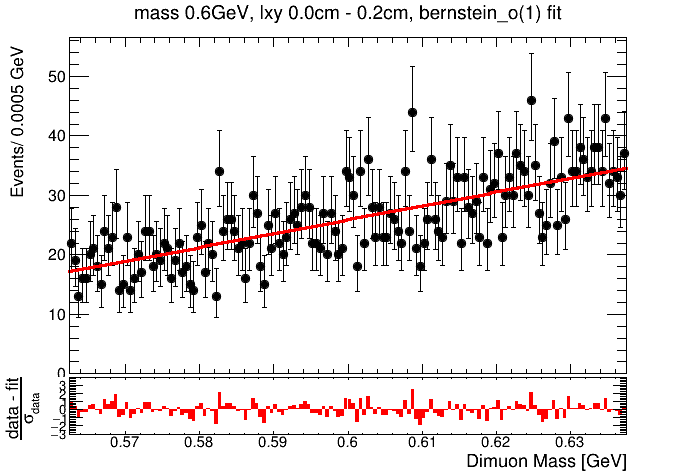 mass 0.6GeV, lxy 0.0cm - 0.2cm, bernstein_o(1) fit
Events/ 0.0005 GeV
50
40
30
20
10
0
data - fit
σdata
3
2
1
0
−1
−2
−3
0.57 0.58 0.59 0.6 0.61 0.62 0.63
Dimuon Mass [GeV]